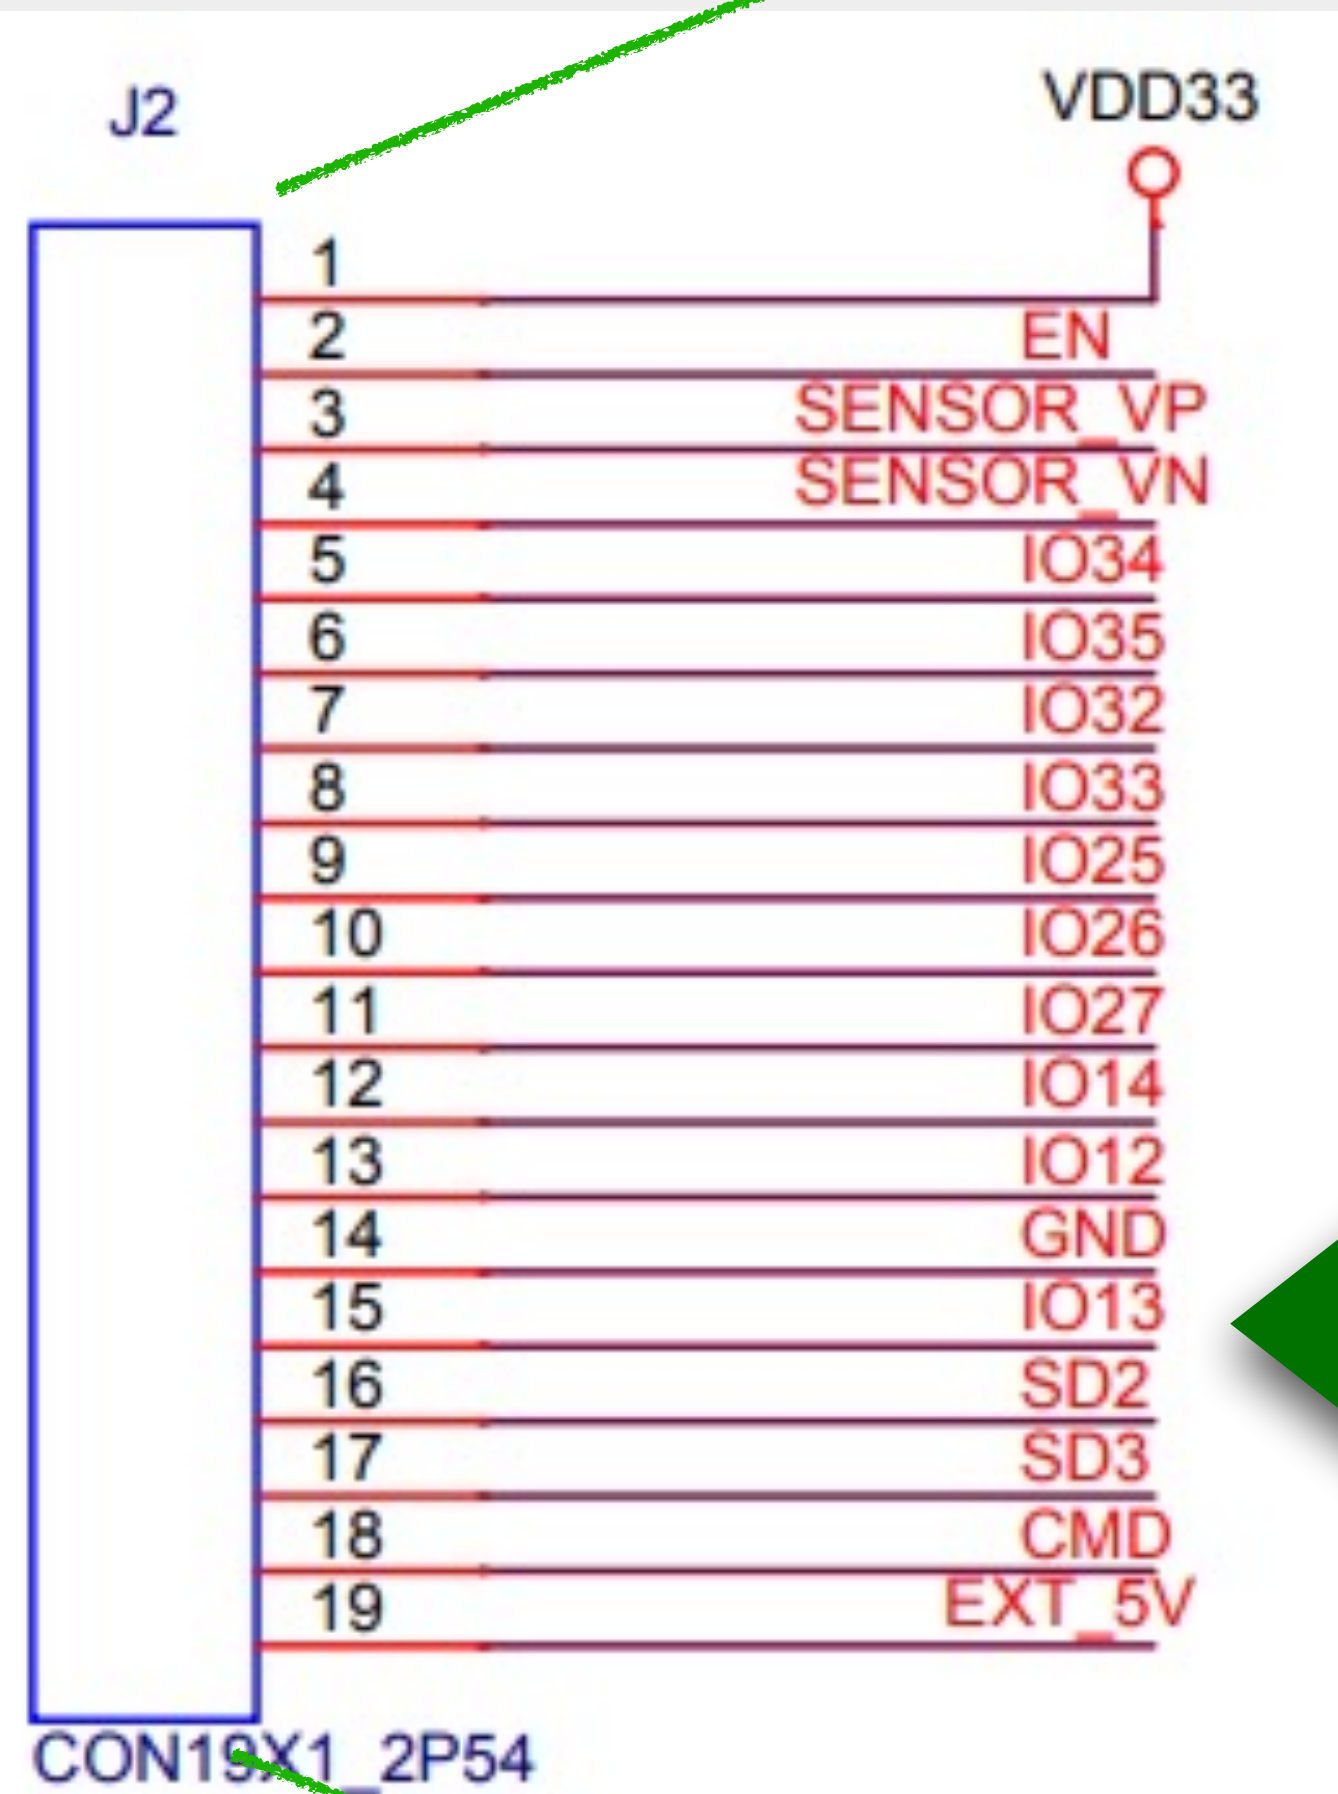 J2
VDD33
1
2 EN
3 SENSOR_VP
4 SENSOR_VN
5 IO34
6 IO35
7 IO32
8 IO33
9 IO25
10 IO26
11 IO27
12 IO14
13 IO12
14 GND
15 IO13
16 SD2
17 SD3
18 CMD
19 EXT_5V
CON19X1_2P54